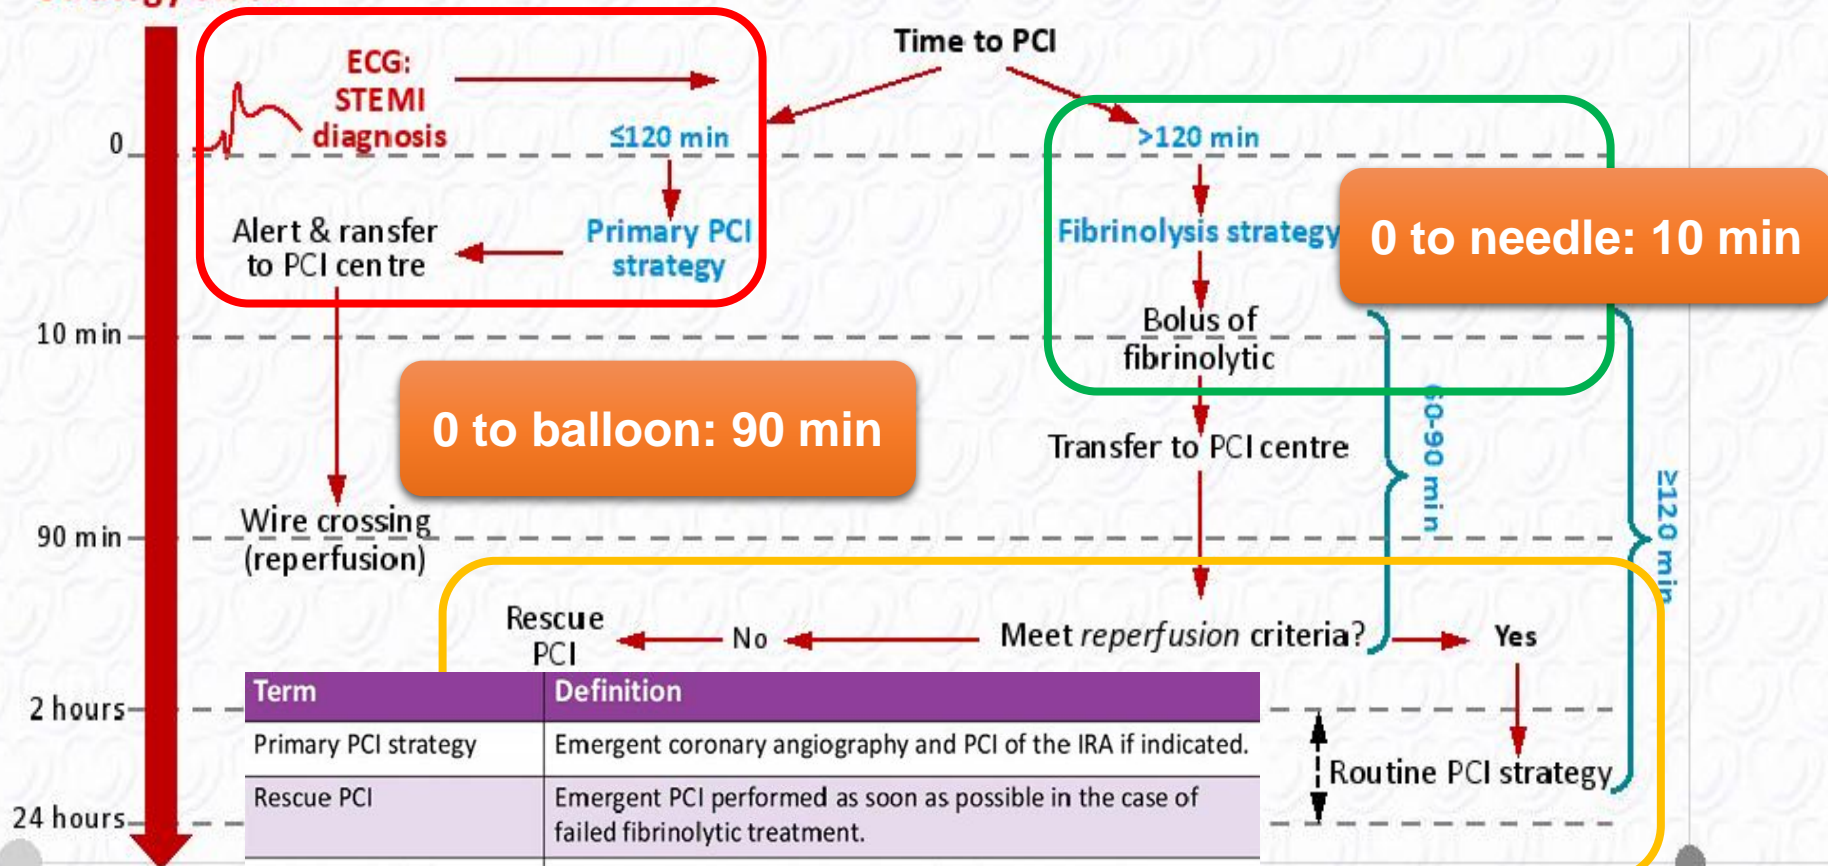 Time to PCI
ECG:
STEMI
diagnosis
≤120 min
>120 min
0
Alert & ransfer
to PCI centre
Primary PCI
strategy
Fibrinolysis strategy
0 to needle: 10 min
10 min
Bolus of
fibrinolytic
0 to balloon: 90 min
Transfer to PCI centre
60-90 min
≥120 min
90 min
Wire crossing
(reperfusion)
Rescue
PCI
No
Meet reperfusion criteria?
Yes
2 hours
Term Definition
Primary PCI strategy Emergent coronary angiography and PCI of the IRA if indicated.
Rescue PCI Emergent PCI performed as soon as possible in the case of
failed fibrinolytic treatment.
Routine PCI strategy
24 hours